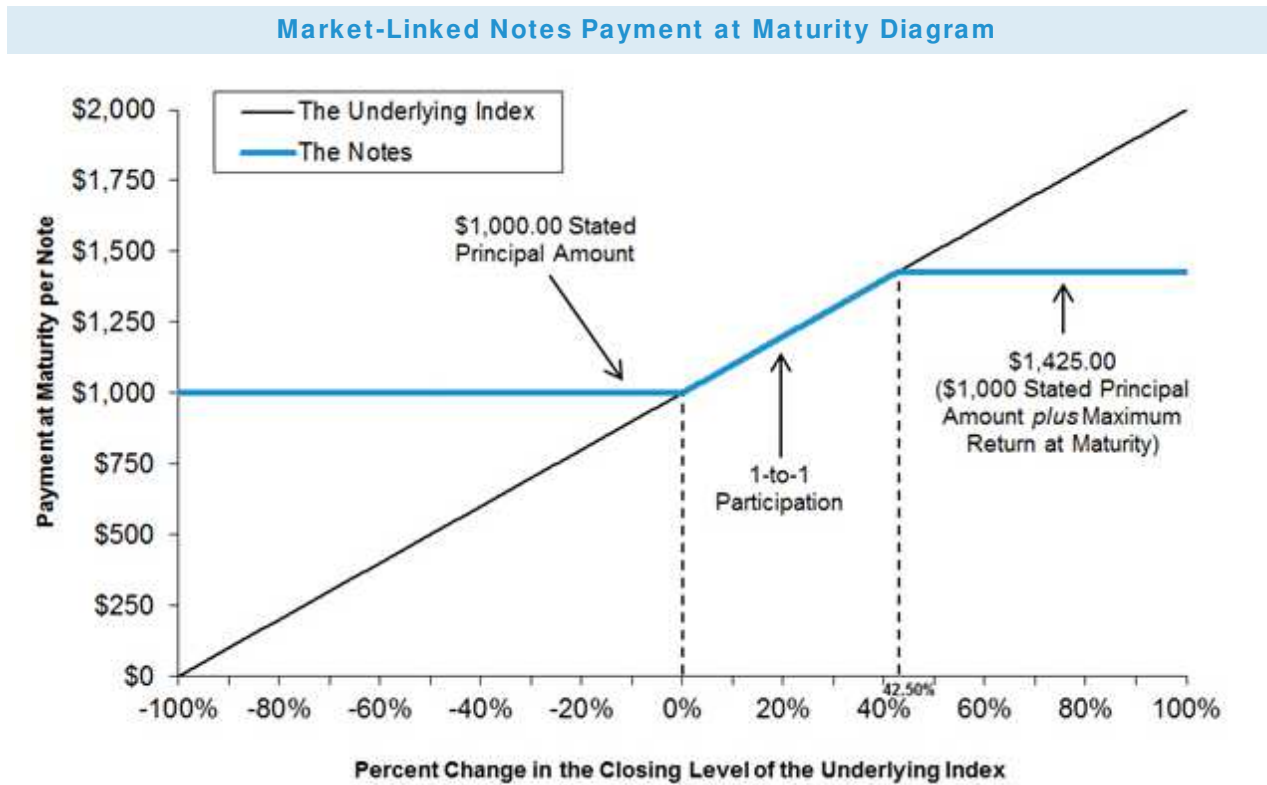 Market-Linked Notes Payment at Maturity Diagram
The Underlying Index
The Notes
$2,000
$1,750
$1,500
$1,250
$1,000
$750
$500
$250
$0
Payment at Maturity per Note
$1,000.00 Stated
Principal Amount
1-to-1
Participation
$1,425.00
($1,000 Stated Principal
Amount plus Maximum
Return at Maturity)
42.50%
-100% -80% -60% -40% -20% 0% 20% 40% 60% 80% 100%
Percent Change in the Closing Level of the Underlying Index